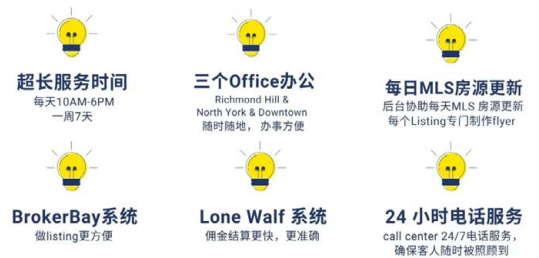 超长服务时间
每天10AM-6PM
一周7天
三个Office办公
Richmond Hill &
North York & Downtown
随时随地， 办事方便
每日MLS房源更新
后台协助每天MLS 房源更新
每个Listing专门制作flyer
BrokerBay系统
做listing更方便
Lone Walf 系统
佣金结算更快，更准确
24 小时电话服务
call center 24/7电话服务，
确保客人随时被照顾到